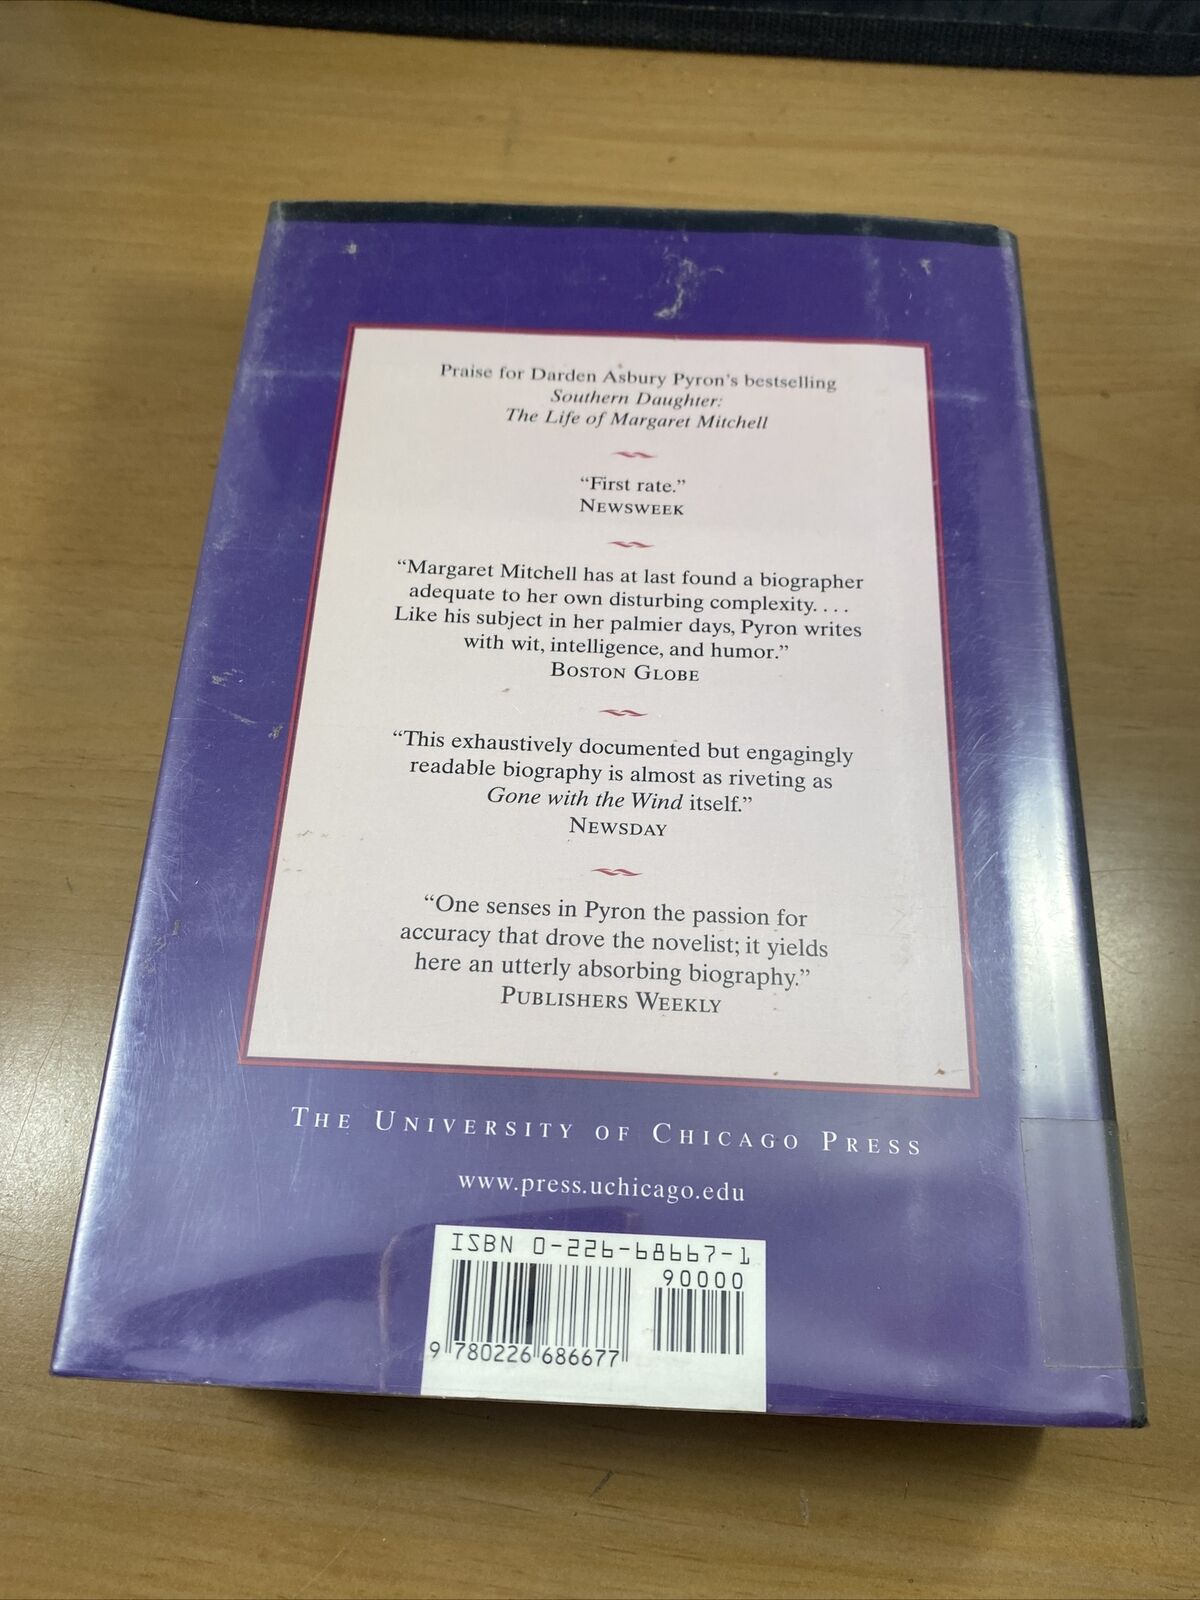 Praise for Darden Asbury Pyron's bestselling
Southern Daughter:
The Life of Margaret Mitchell
“First rate.”
NEWSWEEK
“Margaret Mitchell has at last found a biographer
adequate to her own disturbing complexity. . . .
Like his subject in her palmier days, Pyron writes
with wit, intelligence, and humor.”
BOSTON GLOBE
“This exhaustively documented but engagingly
readable biography is almost as riveting as
Gone with the Wind itself.”
NEWSDAY
“One senses in Pyron the passion for
accuracy that drove the novelist; it yields
here an utterly absorbing biography.”
PUBLISHERS WEEKLY
THE UNIVERSITY OF CHICAGO PRESS
www.press.uchicago.edu
ISBN 0-226-68667-1
90000
9 780226 686677